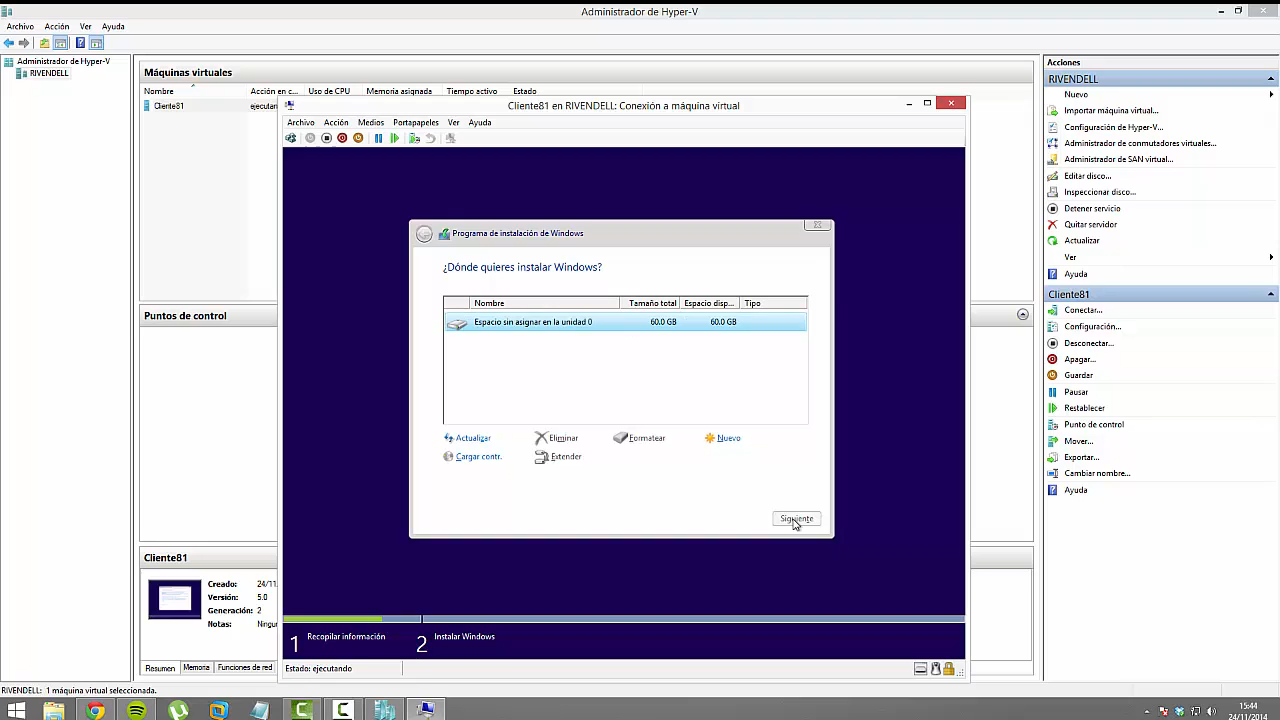 Administrador de Hyper-V
Archivo Acción Ver Ayuda
Administrador de Hyper-V
RIVENDELL
Máquinas virtuales
Nombre Acción en c... Uso de CPU Memoria asignada Tiempo activo Estado
Cliente81 ejecutan
Cliente81 en RIVENDELL: Conexión a máquina virtual
Archivo Acción Medios Portapapeles Ver Ayuda
Programa de instalación de Windows
¿Dónde quieres instalar Windows?
Nombre Tamaño total Espacio disp... Tipo
Espacio sin asignar en la unidad 0 60.0 GB 60.0 GB
Actualizar Eliminar Formatear Nuevo
Cargar contr. Extender
Siguiente
1 Recopilar información 2 Instalar Windows
Estado: ejecutando
Puntos de control
Cliente81
Creado: 24/11
Versión: 5.0
Generación: 2
Notas: Ningur
Resumen Memoria Funciones de red
RIVENDELL: 1 máquina virtual seleccionada.
Acciones
RIVENDELL
Nuevo
Importar máquina virtual...
Configuración de Hyper-V...
Administrador de conmutadores virtuales...
Administrador de SAN virtual...
Editar disco...
Inspeccionar disco...
Detener servicio
Quitar servidor
Actualizar
Ver
Ayuda
Cliente81
Conectar...
Configuración...
Desconectar...
Apagar...
Guardar
Pausar
Restablecer
Punto de control
Mover...
Exportar...
Cambiar nombre...
Ayuda
15:44
24/11/2014